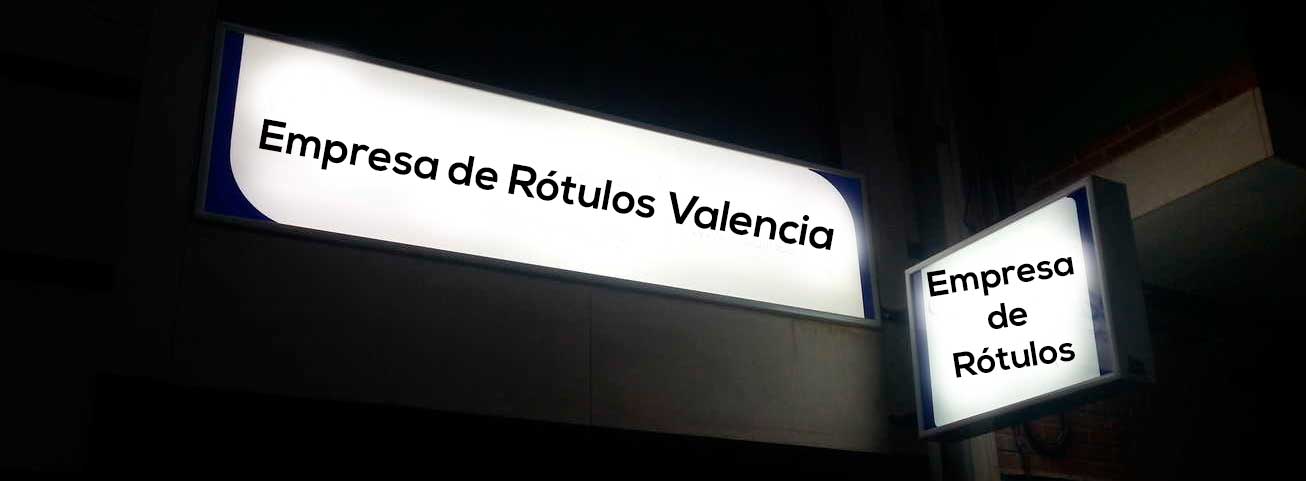 Empresa de Rótulos Valencia
Empresa
de
Rótulos